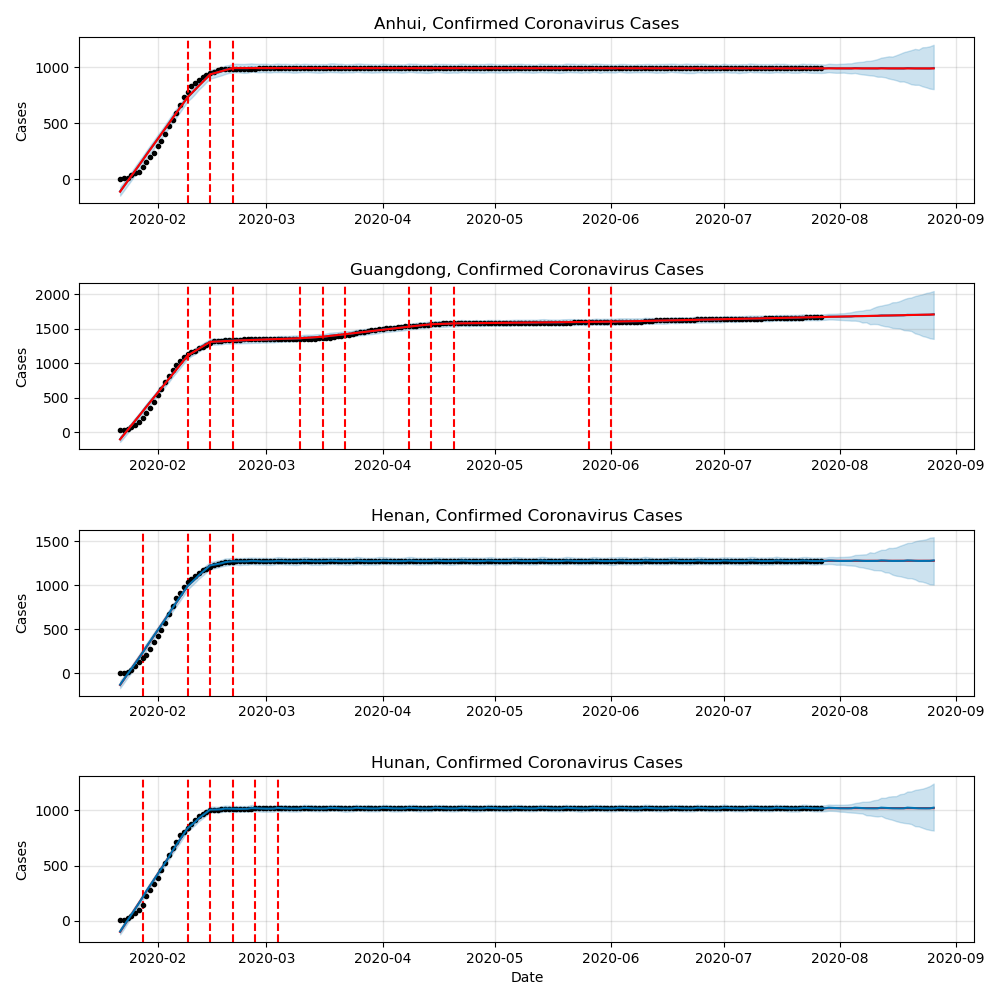 Anhui, Confirmed Coronavirus Cases
1000
500
0
Cases
2020-02 2020-03 2020-04 2020-05 2020-06 2020-07 2020-08 2020-09
Guangdong, Confirmed Coronavirus Cases
2000
1500
1000
500
0
Cases
2020-02 2020-03 2020-04 2020-05 2020-06 2020-07 2020-08 2020-09
Henan, Confirmed Coronavirus Cases
1500
1000
500
0
Cases
2020-02 2020-03 2020-04 2020-05 2020-06 2020-07 2020-08 2020-09
Hunan, Confirmed Coronavirus Cases
1000
500
0
Cases
2020-02 2020-03 2020-04 2020-05 2020-06 2020-07 2020-08 2020-09
Date